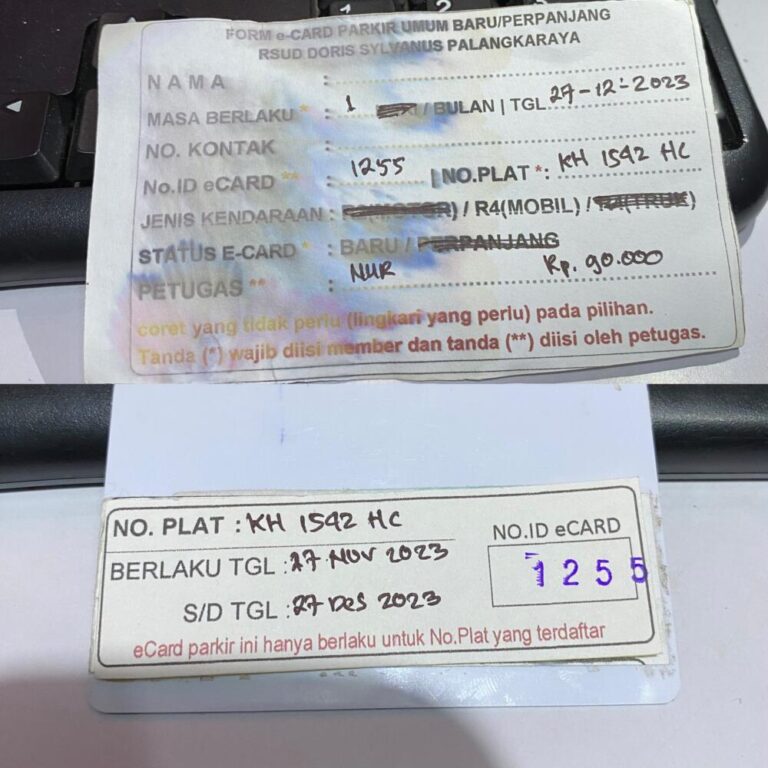 FORM e-CARD PARKIR UMUM BARU/PERPANJANG
RSUD DORIS SYLVANUS PALANGKARAYA
NAMA :
MASA BERLAKU * : 1 / BULAN | TGL 27-12-2023
NO. KONTAK :
No.ID eCARD ** : 1255 | NO.PLAT *: KH 1542 HC
JENIS KENDARAAN : R2(MOTOR) / R4(MOBIL) / R4(TRUK)
STATUS E-CARD * : BARU / PERPANJANG
PETUGAS ** : NUR Rp. 90.000
coret yang tidak perlu (lingkari yang perlu) pada pilihan.
Tanda (*) wajib diisi member dan tanda (**) diisi oleh petugas.
NO. PLAT : KH 1542 HC
BERLAKU TGL : 27 NOV 2023
S/D TGL : 27 Des 2023
NO.ID eCARD
1255
eCard parkir ini hanya berlaku untuk No.Plat yang terdaftar